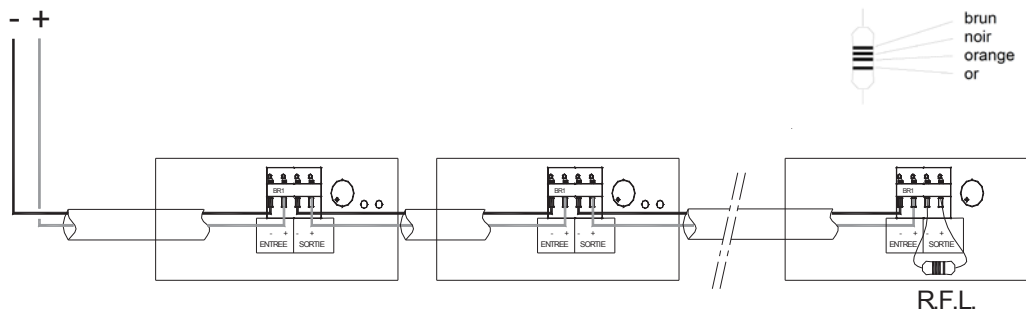 - +
brun
noir
orange
or
BR1
- + - +
ENTREE SORTIE
BR1
- + - +
ENTREE SORTIE
BR1
- + - +
ENTREE SORTIE
R.F.L.